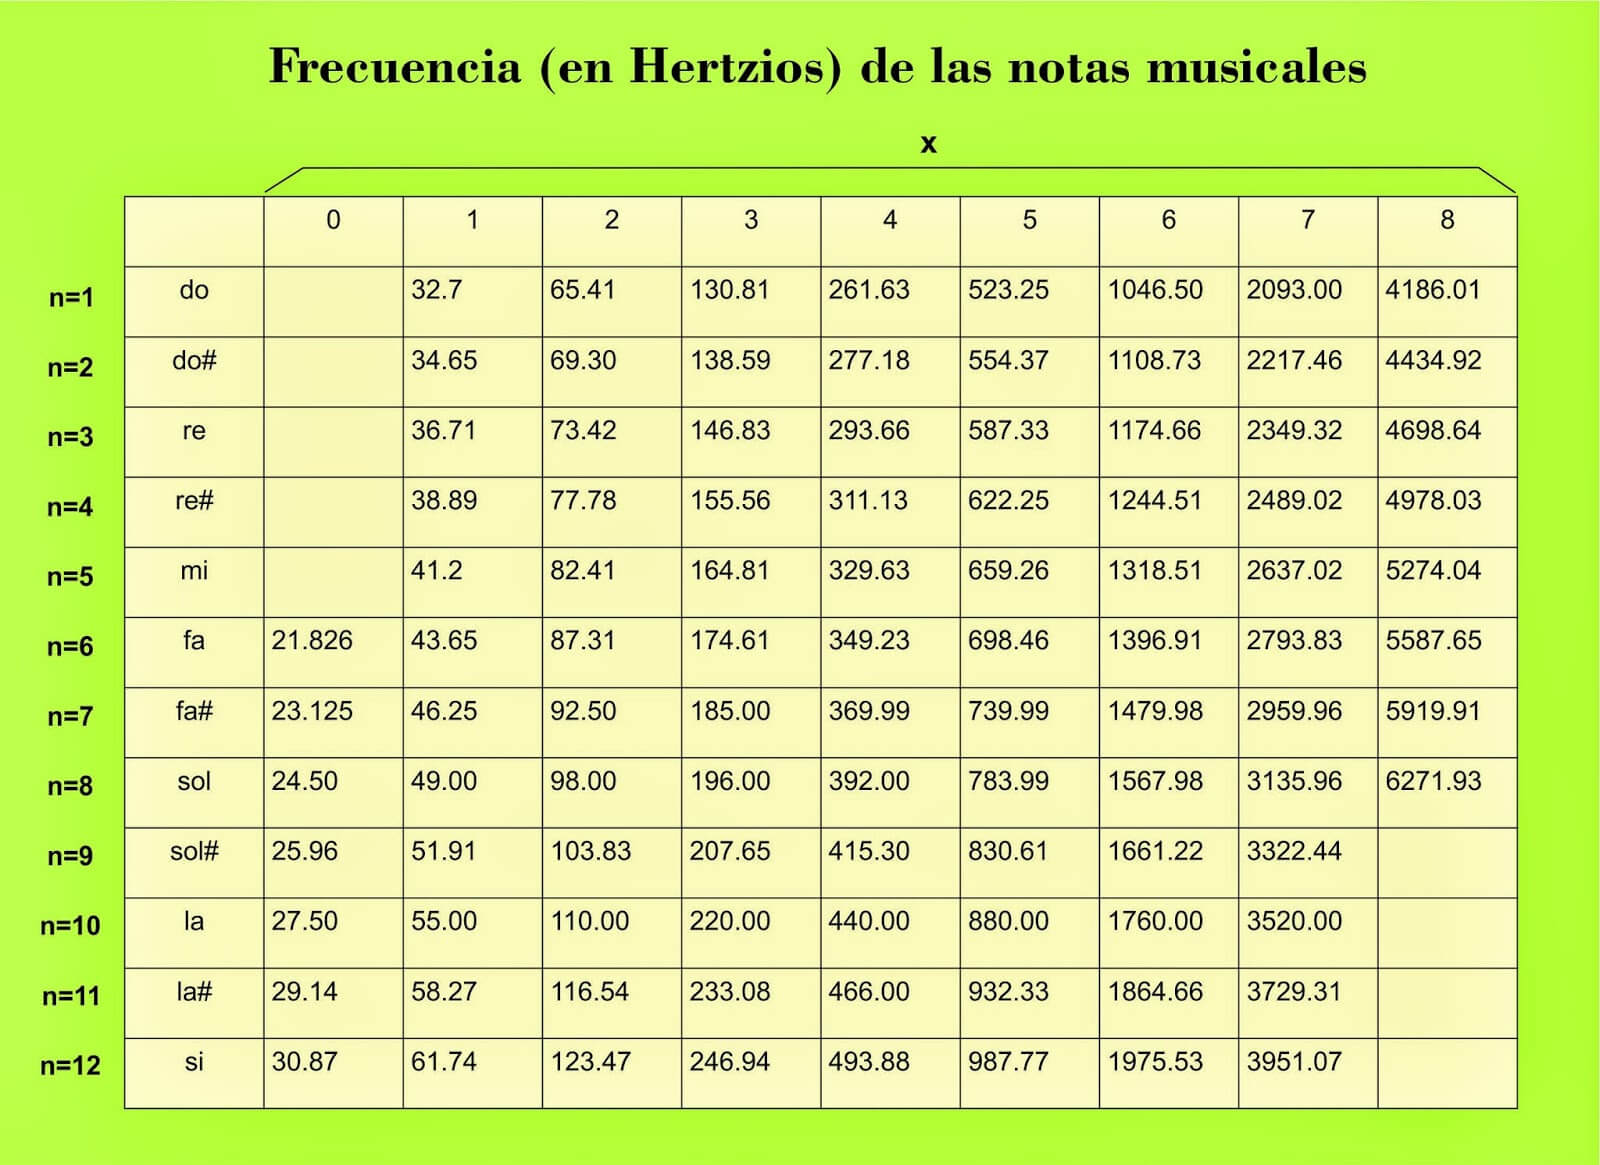 Frecuencia (en Hertzios) de las notas musicales
x
0 1 2 3 4 5 6 7 8
n=1 do 32.7 65.41 130.81 261.63 523.25 1046.50 2093.00 4186.01
n=2 do# 34.65 69.30 138.59 277.18 554.37 1108.73 2217.46 4434.92
n=3 re 36.71 73.42 146.83 293.66 587.33 1174.66 2349.32 4698.64
n=4 re# 38.89 77.78 155.56 311.13 622.25 1244.51 2489.02 4978.03
n=5 mi 41.2 82.41 164.81 329.63 659.26 1318.51 2637.02 5274.04
n=6 fa 21.826 43.65 87.31 174.61 349.23 698.46 1396.91 2793.83 5587.65
n=7 fa# 23.125 46.25 92.50 185.00 369.99 739.99 1479.98 2959.96 5919.91
n=8 sol 24.50 49.00 98.00 196.00 392.00 783.99 1567.98 3135.96 6271.93
n=9 sol# 25.96 51.91 103.83 207.65 415.30 830.61 1661.22 3322.44
n=10 la 27.50 55.00 110.00 220.00 440.00 880.00 1760.00 3520.00
n=11 la# 29.14 58.27 116.54 233.08 466.00 932.33 1864.66 3729.31
n=12 si 30.87 61.74 123.47 246.94 493.88 987.77 1975.53 3951.07